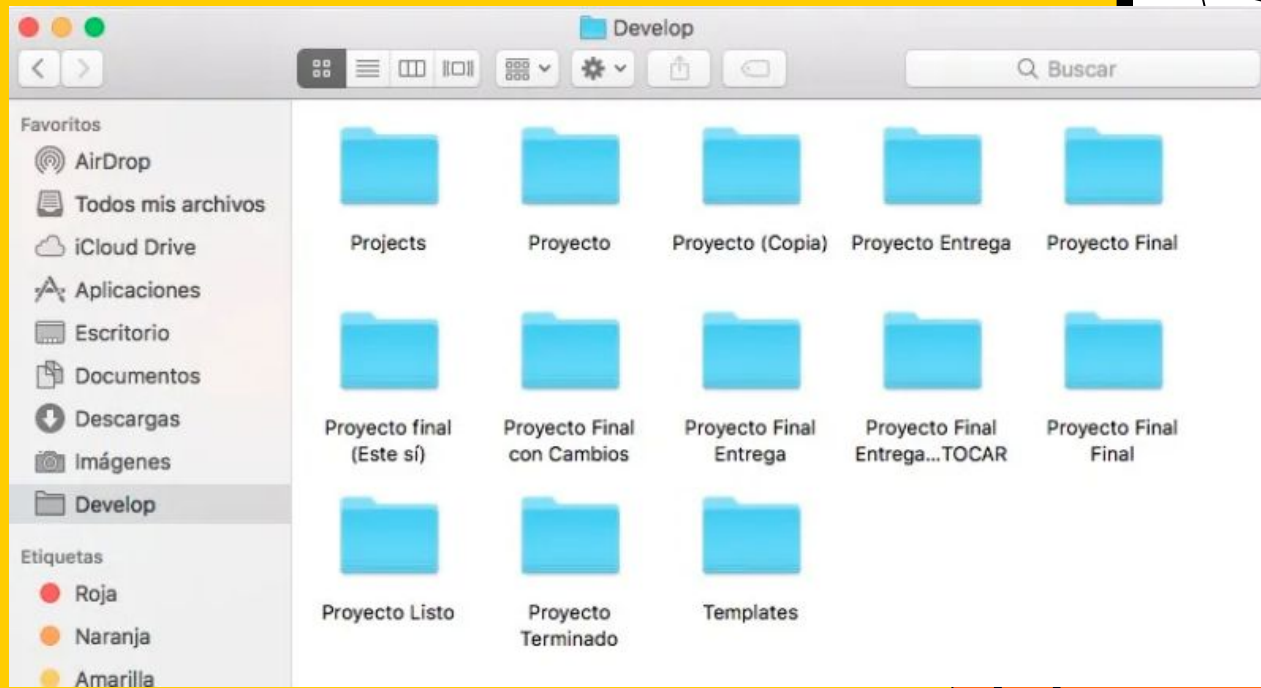 Develop
Buscar
Favoritos
AirDrop
Todos mis archivos
iCloud Drive
Aplicaciones
Escritorio
Documentos
Descargas
Imágenes
Develop
Etiquetas
Roja
Naranja
Amarilla
Projects
Proyecto
Proyecto (Copia)
Proyecto Entrega
Proyecto Final
Proyecto final
(Este sí)
Proyecto Final
con Cambios
Proyecto Final
Entrega
Proyecto Final
Entrega...TOCAR
Proyecto Final
Final
Proyecto Listo
Proyecto
Terminado
Templates